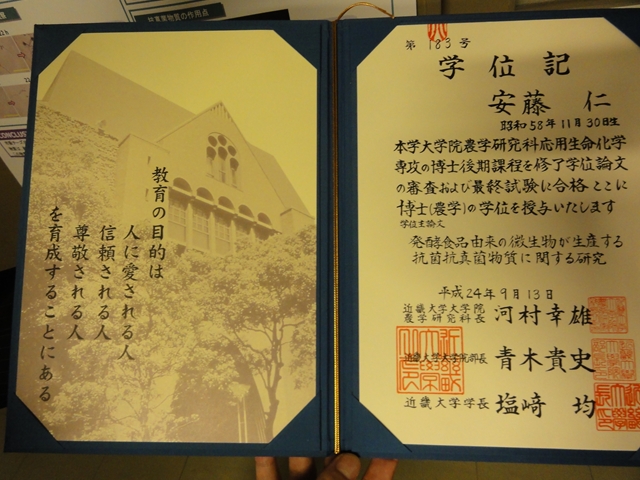 教育の目的は
人に愛される人
信頼される人
尊敬される人
を育成することにある
第183号
学位記
安藤 仁
昭和58年11月30日生
本学大学院農学研究科応用生命化学
専攻の博士後期課程を修了学位論文
の審査および最終試験に合格ここに
博士(農学)の学位を授与いたします
学位主論文
発酵食品由来の微生物が生産する
抗菌抗真菌物質に関する研究
平成24年9月13日
近畿大学大学院
農学研究科長 河村幸雄
近畿大学大学院部長 青木貴史
近畿大学学長 塩﨑 均
質の作用点
CONCLUS